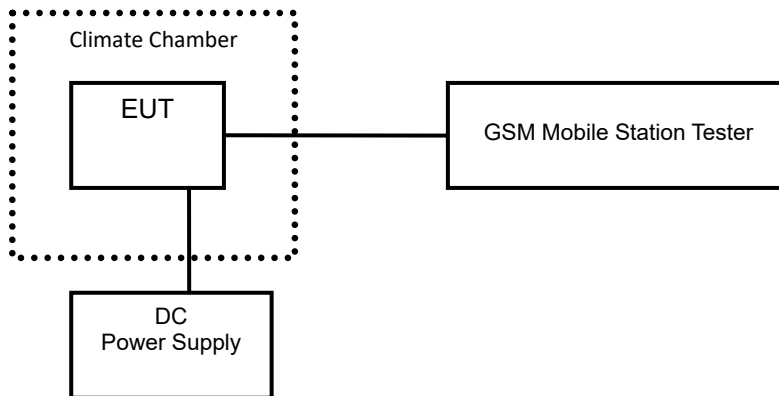 Climate Chamber
EUT
GSM Mobile Station Tester
DC
Power Supply